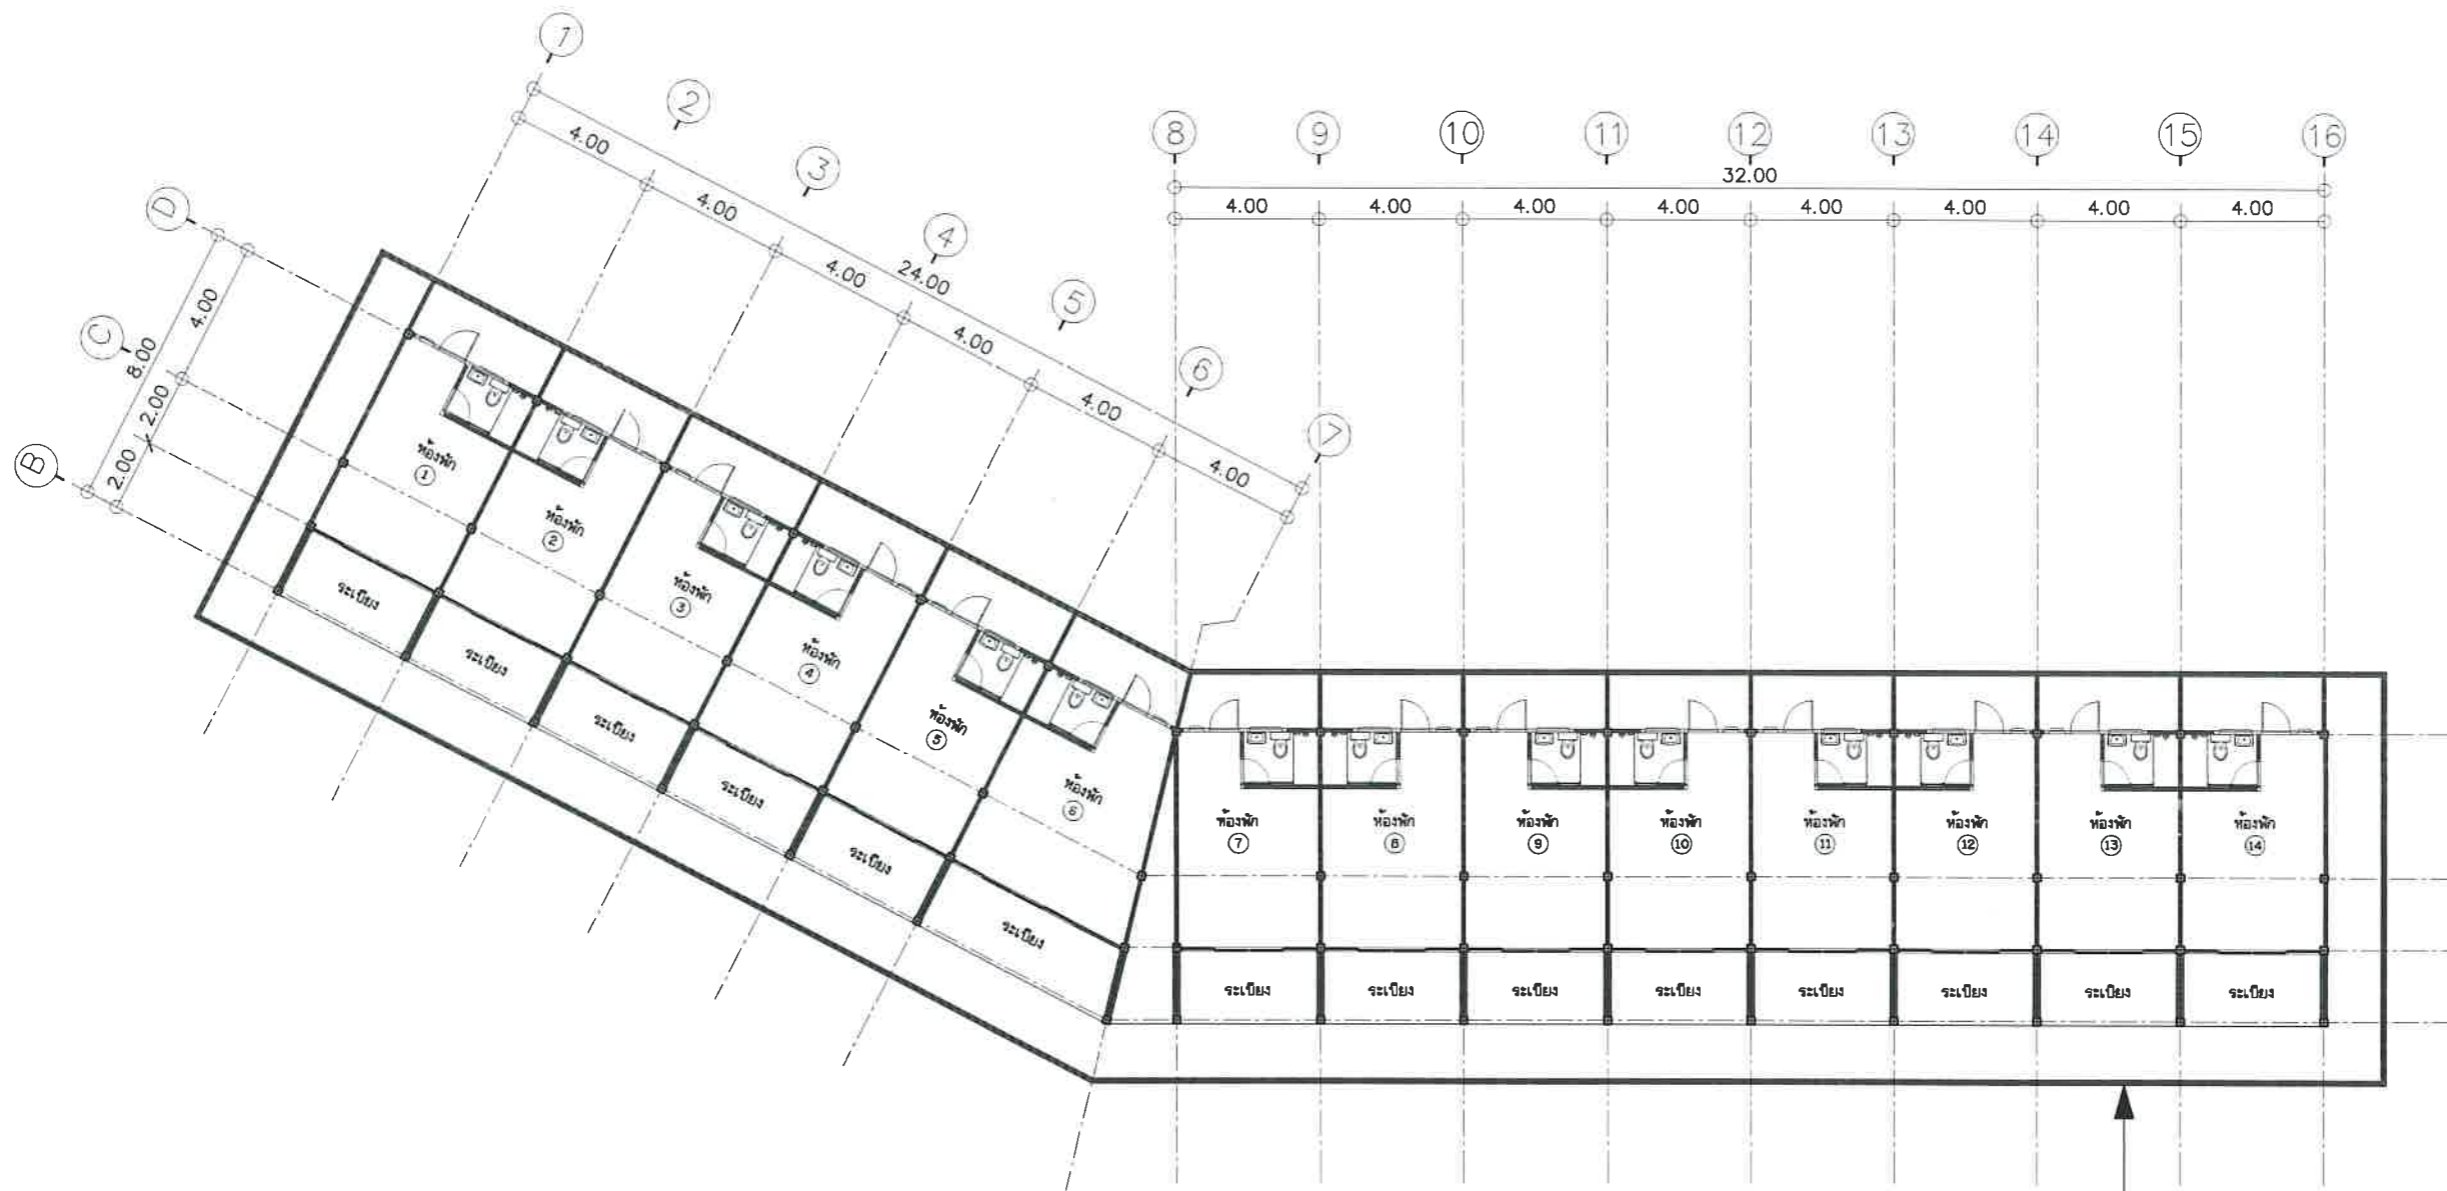 1
2
3
4
5
6
7
8
9
10
11
12
13
14
15
16
D
C
B
4.00
4.00
4.00
4.00
4.00
4.00
24.00
32.00
4.00
4.00
4.00
4.00
4.00
4.00
4.00
4.00
8.00
4.00
2.00
2.00
ห้องพัก
1
ห้องพัก
2
ห้องพัก
3
ห้องพัก
4
ห้องพัก
5
ห้องพัก
6
ห้องพัก
7
ห้องพัก
8
ห้องพัก
9
ห้องพัก
10
ห้องพัก
11
ห้องพัก
12
ห้องพัก
13
ห้องพัก
14
ระเบียง
ระเบียง
ระเบียง
ระเบียง
ระเบียง
ระเบียง
ระเบียง
ระเบียง
ระเบียง
ระเบียง
ระเบียง
ระเบียง
ระเบียง
ระเบียง